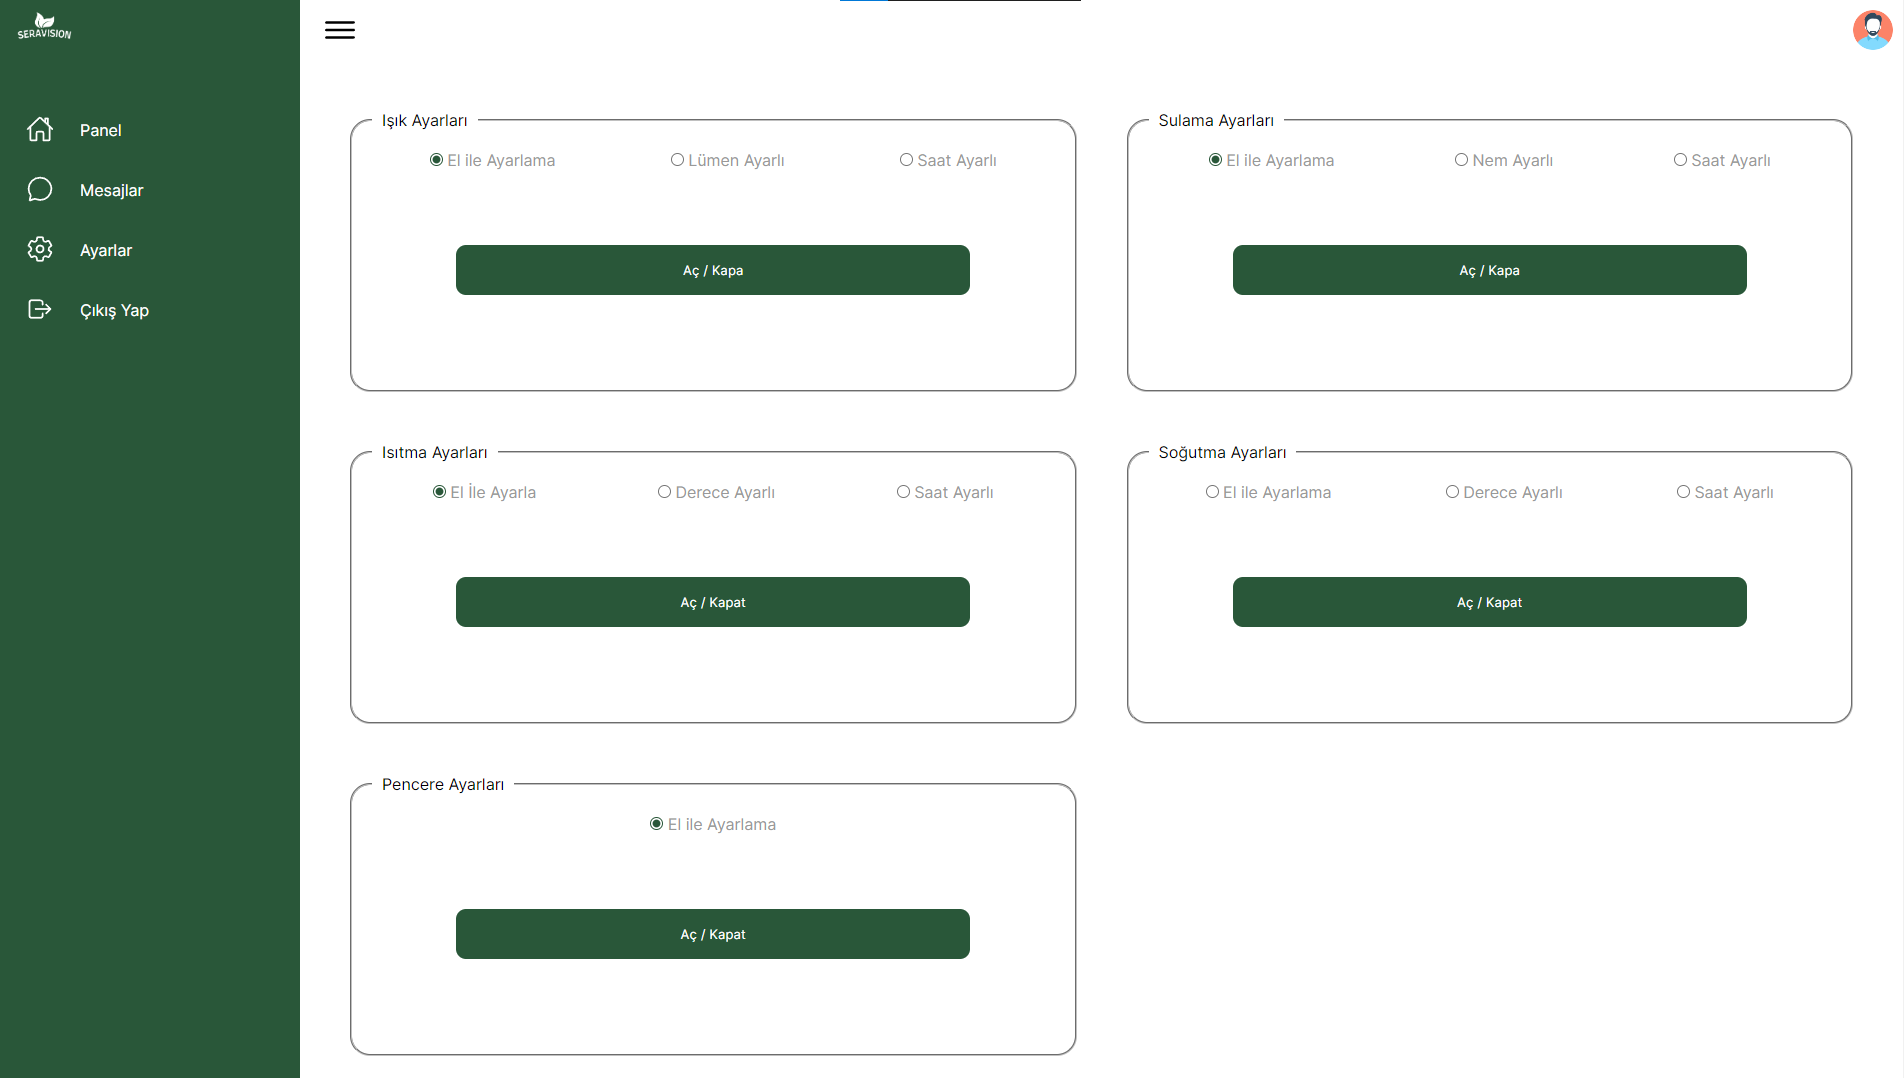 SERAVISION
Panel
Mesajlar
Ayarlar
Çıkış Yap
Işık Ayarları
El ile Ayarlama
Lümen Ayarlı
Saat Ayarlı
Aç / Kapa
Sulama Ayarları
El ile Ayarlama
Nem Ayarlı
Saat Ayarlı
Aç / Kapa
Isıtma Ayarları
El İle Ayarla
Derece Ayarlı
Saat Ayarlı
Aç / Kapat
Soğutma Ayarları
El ile Ayarlama
Derece Ayarlı
Saat Ayarlı
Aç / Kapat
Pencere Ayarları
El ile Ayarlama
Aç / Kapat